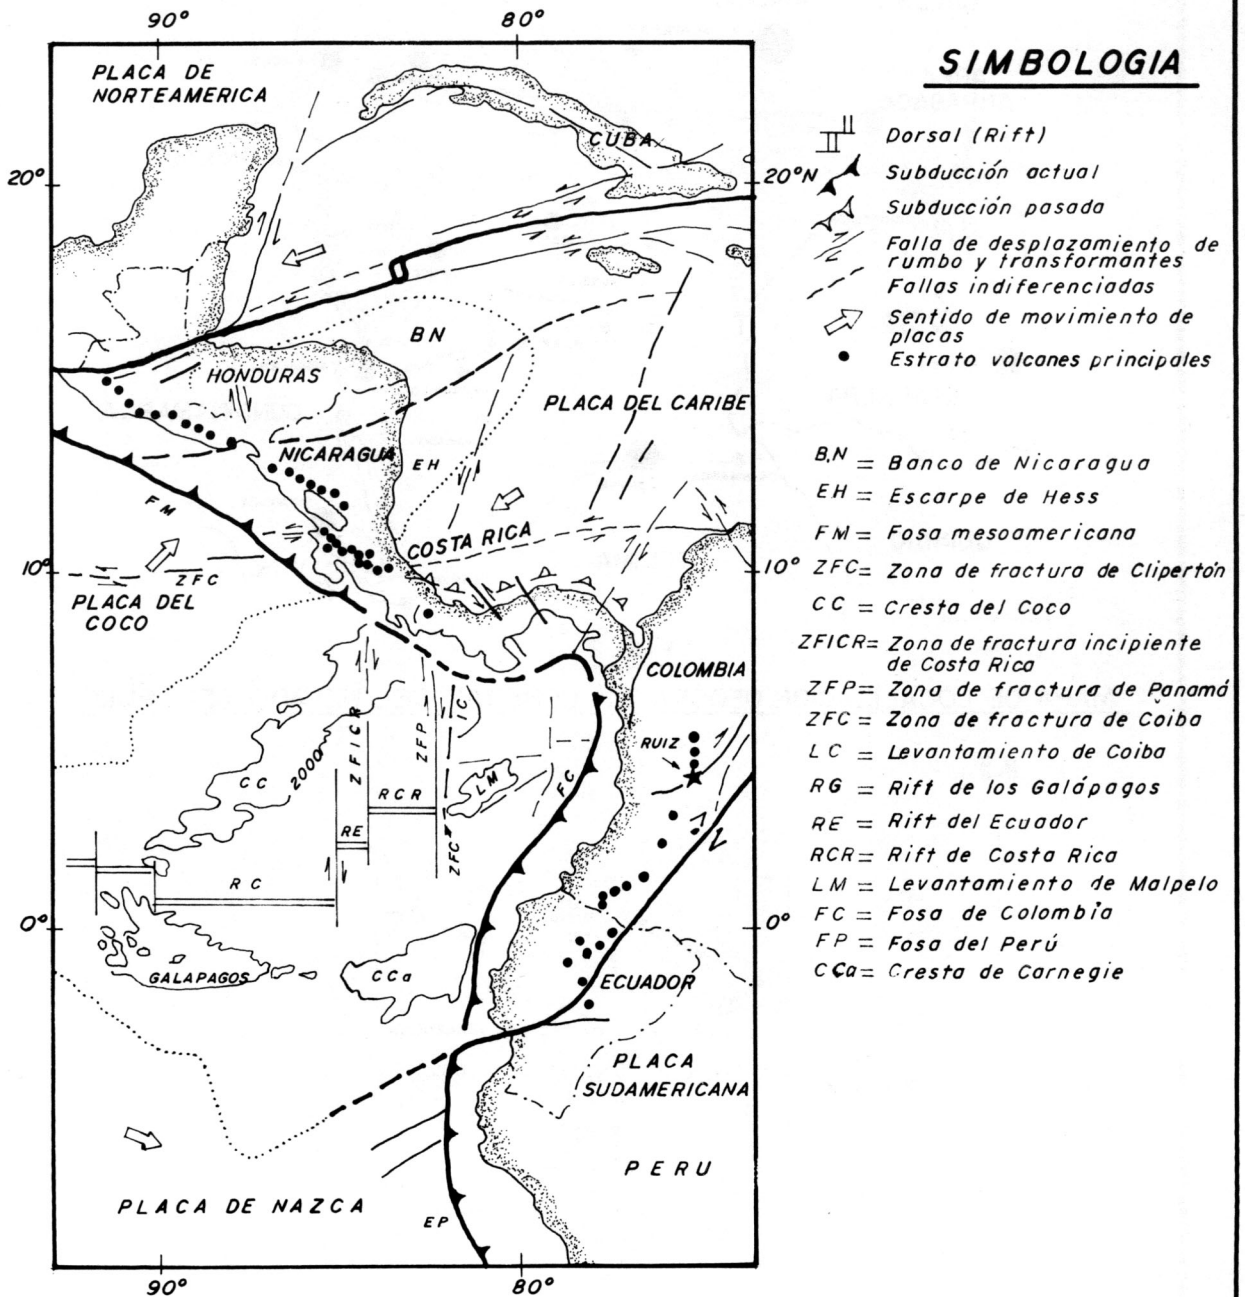 90°
80°
PLACA DE
NORTEAMERICA
CUBA
20°
20°N
BN
HONDURAS
PLACA DEL CARIBE
NICARAGUA
EH
FM
COSTA RICA
10°
ZFC
10°
PLACA DEL
COCO
COLOMBIA
ZFICR
ZFP
IC
RUIZ
CC
2000
LM
FC
RCR
RE
ZFC
RC
0°
0°
GALAPAGOS
CCa
ECUADOR
PLACA
SUDAMERICANA
PERU
PLACA DE NAZCA
EP
90°
80°
SIMBOLOGIA
Dorsal (Rift)
Subducción actual
Subducción pasada
Falla de desplazamiento de
rumbo y transformantes
Fallas indiferenciadas
Sentido de movimiento de
placas
Estrato volcanes principales
B.N = Banco de Nicaragua
EH = Escarpe de Hess
FM = Fosa mesoamericana
ZFC = Zona de fractura de Clipertón
CC = Cresta del Coco
ZFICR = Zona de fractura incipiente
de Costa Rica
ZFP = Zona de fractura de Panamá
ZFC = Zona de fractura de Coiba
LC = Levantamiento de Coiba
RG = Rift de los Galápagos
RE = Rift del Ecuador
RCR = Rift de Costa Rica
LM = Levantamiento de Malpelo
FC = Fosa de Colombia
FP = Fosa del Perú
CCa = Cresta de Carnegie